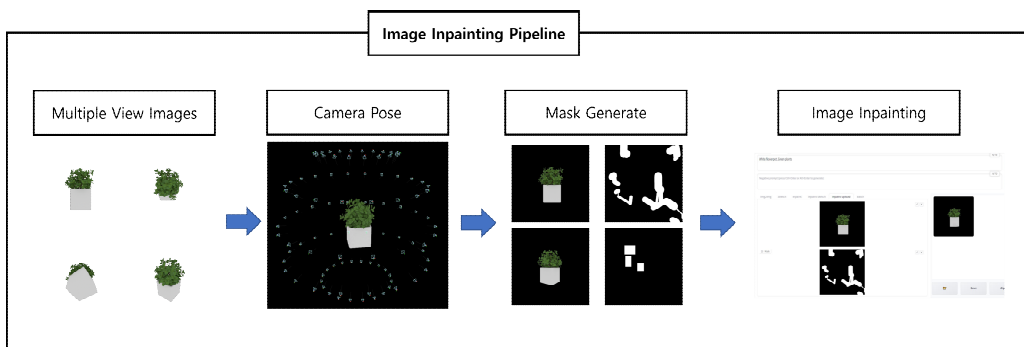 Image Inpainting Pipeline
Multiple View Images
Camera Pose
Mask Generate
Image Inpainting